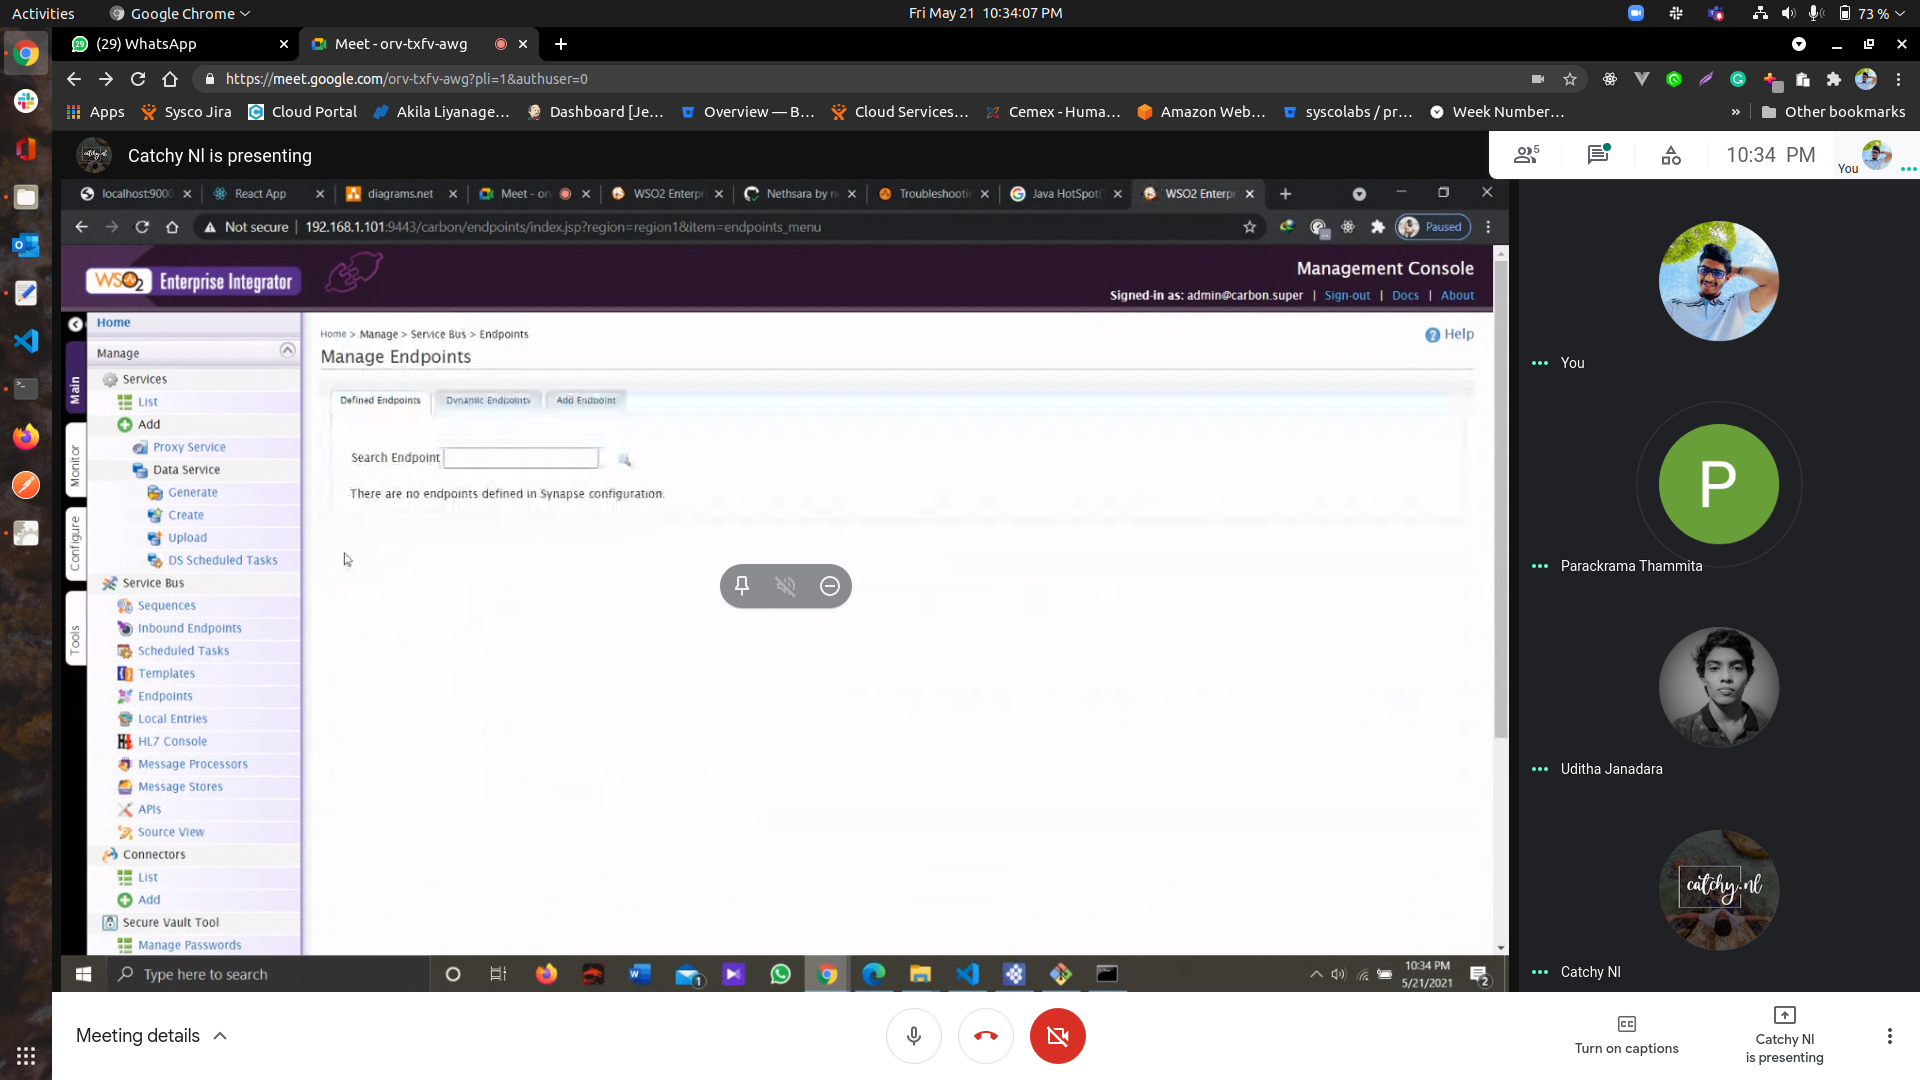 Activities
Google Chrome
Fri May 21  10:34:07 PM
73 %
(29) WhatsApp
Meet - orv-txfv-awg
https://meet.google.com/orv-txfv-awg?pli=1&authuser=0
Apps
Sysco Jira
Cloud Portal
Akila Liyanage...
Dashboard [Je...
Overview — B...
Cloud Services...
Cemex - Huma...
Amazon Web...
syscolabs / pr...
Week Number...
»
Other bookmarks
Catchy Nl is presenting
5
10:34 PM
You
localhost:9000
React App
diagrams.net
Meet - or
WSO2 Enterpr
Nethsara by n
Troubleshootin
Java HotSpot(
WSO2 Enterpr
Not secure
192.168.1.101:9443/carbon/endpoints/index.jsp?region=region1&item=endpoints_menu
Paused
WSO2 Enterprise Integrator
Management Console
Signed-in as: admin@carbon.super | Sign-out | Docs | About
Main
Monitor
Configure
Tools
Home
Manage
Services
List
Add
Proxy Service
Data Service
Generate
Create
Upload
DS Scheduled Tasks
Service Bus
Sequences
Inbound Endpoints
Scheduled Tasks
Templates
Endpoints
Local Entries
HL7 Console
Message Processors
Message Stores
APIs
Source View
Connectors
List
Add
Secure Vault Tool
Manage Passwords
Home > Manage > Service Bus > Endpoints
Help
Manage Endpoints
Defined Endpoints
Dynamic Endpoints
Add Endpoint
Search Endpoint
There are no endpoints defined in Synapse configuration.
You
P
Parackrama Thammita
Uditha Janadara
catchy.nl
Catchy Nl
Type here to search
1
10:34 PM
5/21/2021
2
Meeting details
Turn on captions
Catchy Nl
is presenting